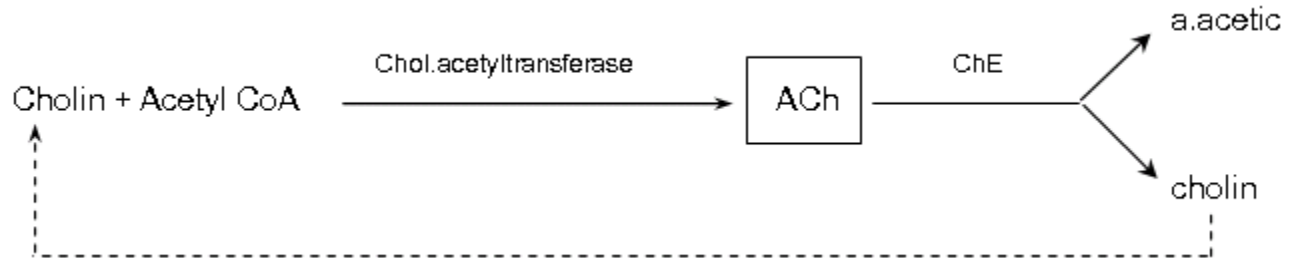 a.acetic
Chol.acetyltransferase
ChE
Cholin + Acetyl CoA
ACh
cholin